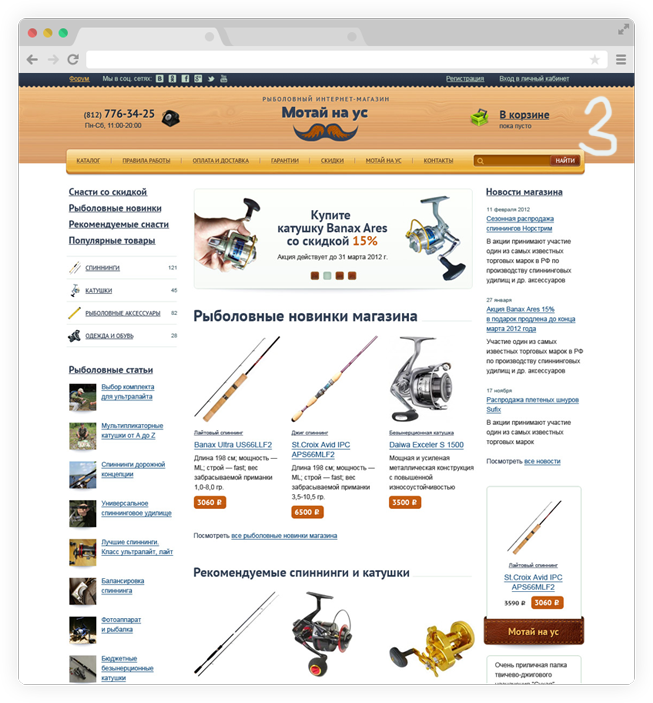 Форум
Мы в соц. сетях:
Регистрация
Вход в личный кабинет
(812) 776-34-25
Пн-Сб, 11:00-20:00
РЫБОЛОВНЫЙ ИНТЕРНЕТ-МАГАЗИН
Мотай на ус
В корзине
пока пусто
3
КАТАЛОГ
ПРАВИЛА РАБОТЫ
ОПЛАТА И ДОСТАВКА
ГАРАНТИИ
СКИДКИ
МОТАЙ НА УС
КОНТАКТЫ
НАЙТИ
Снасти со скидкой
Рыболовные новинки
Рекомендуемые снасти
Популярные товары
СПИННИНГИ 121
КАТУШКИ 45
РЫБОЛОВНЫЕ АКСЕССУАРЫ 82
ОДЕЖДА И ОБУВЬ 28
Рыболовные статьи
Выбор комплекта
для ультралайта
Мультипликаторные
катушки от А до Z
Спиннинги дорожной
концепции
Универсальное
спиннинговое удилище
Лучшие спиннинги.
Класс ультралайт, лайт
Балансировка
спиннинга
Фотоаппарат
и рыбалка
Бюджетные
безынерционные
катушки
Купите
катушку Banax Ares
со скидкой 15%
Акция действует до 31 марта 2012 г.
Рыболовные новинки магазина
Лайтовый спиннинг
Banax Ultra US66LLF2
Длина 198 см; мощность —
ML; строй — fast; вес
забрасываемой приманки
1,0-8,0 гр.
3060 ₽
Джиг спиннинг
St.Croix Avid IPC
APS66MLF2
Длина 198 см; мощность —
ML; строй — fast; вес
забрасываемой приманки
3,5-10,5 гр.
6500 ₽
Безынерционная катушка
Daiwa Exceler S 1500
Мощная и усиленая
металлическая конструкция
с повышенной
износоустойчивостью
3500 ₽
Посмотреть все рыболовные новинки магазина
Рекомендуемые спиннинги и катушки
Новости магазина
11 февраля 2012
Сезонная распродажа
спиннингов Норстрим
В акции принимают участие
один из самых известных
торговых марок в РФ по
производству спиннинговых
удилищ и др. аксессуаров
27 января
Акция Banax Ares 15%
в подарок продлена до конца
марта 2012 года
Участие один из самых
известных торговых марок в РФ
по производству спиннинговых
удилищ и др. аксессуаров
17 ноября
Распродажа плетеных шнуров
Sufix
В акции принимают участие
один из самых известных
торговых марок
Посмотреть все новости
Лайтовый спиннинг
St.Croix Avid IPC
APS66MLF2
3590 ₽ 3060 ₽
Мотай на ус
Очень приличная палка
твичево-джигового